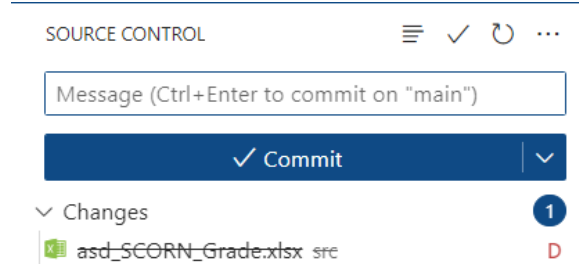 SOURCE CONTROL
Message (Ctrl+Enter to commit on "main")
Commit
Changes 1
asd_SCORN_Grade.xlsx src D